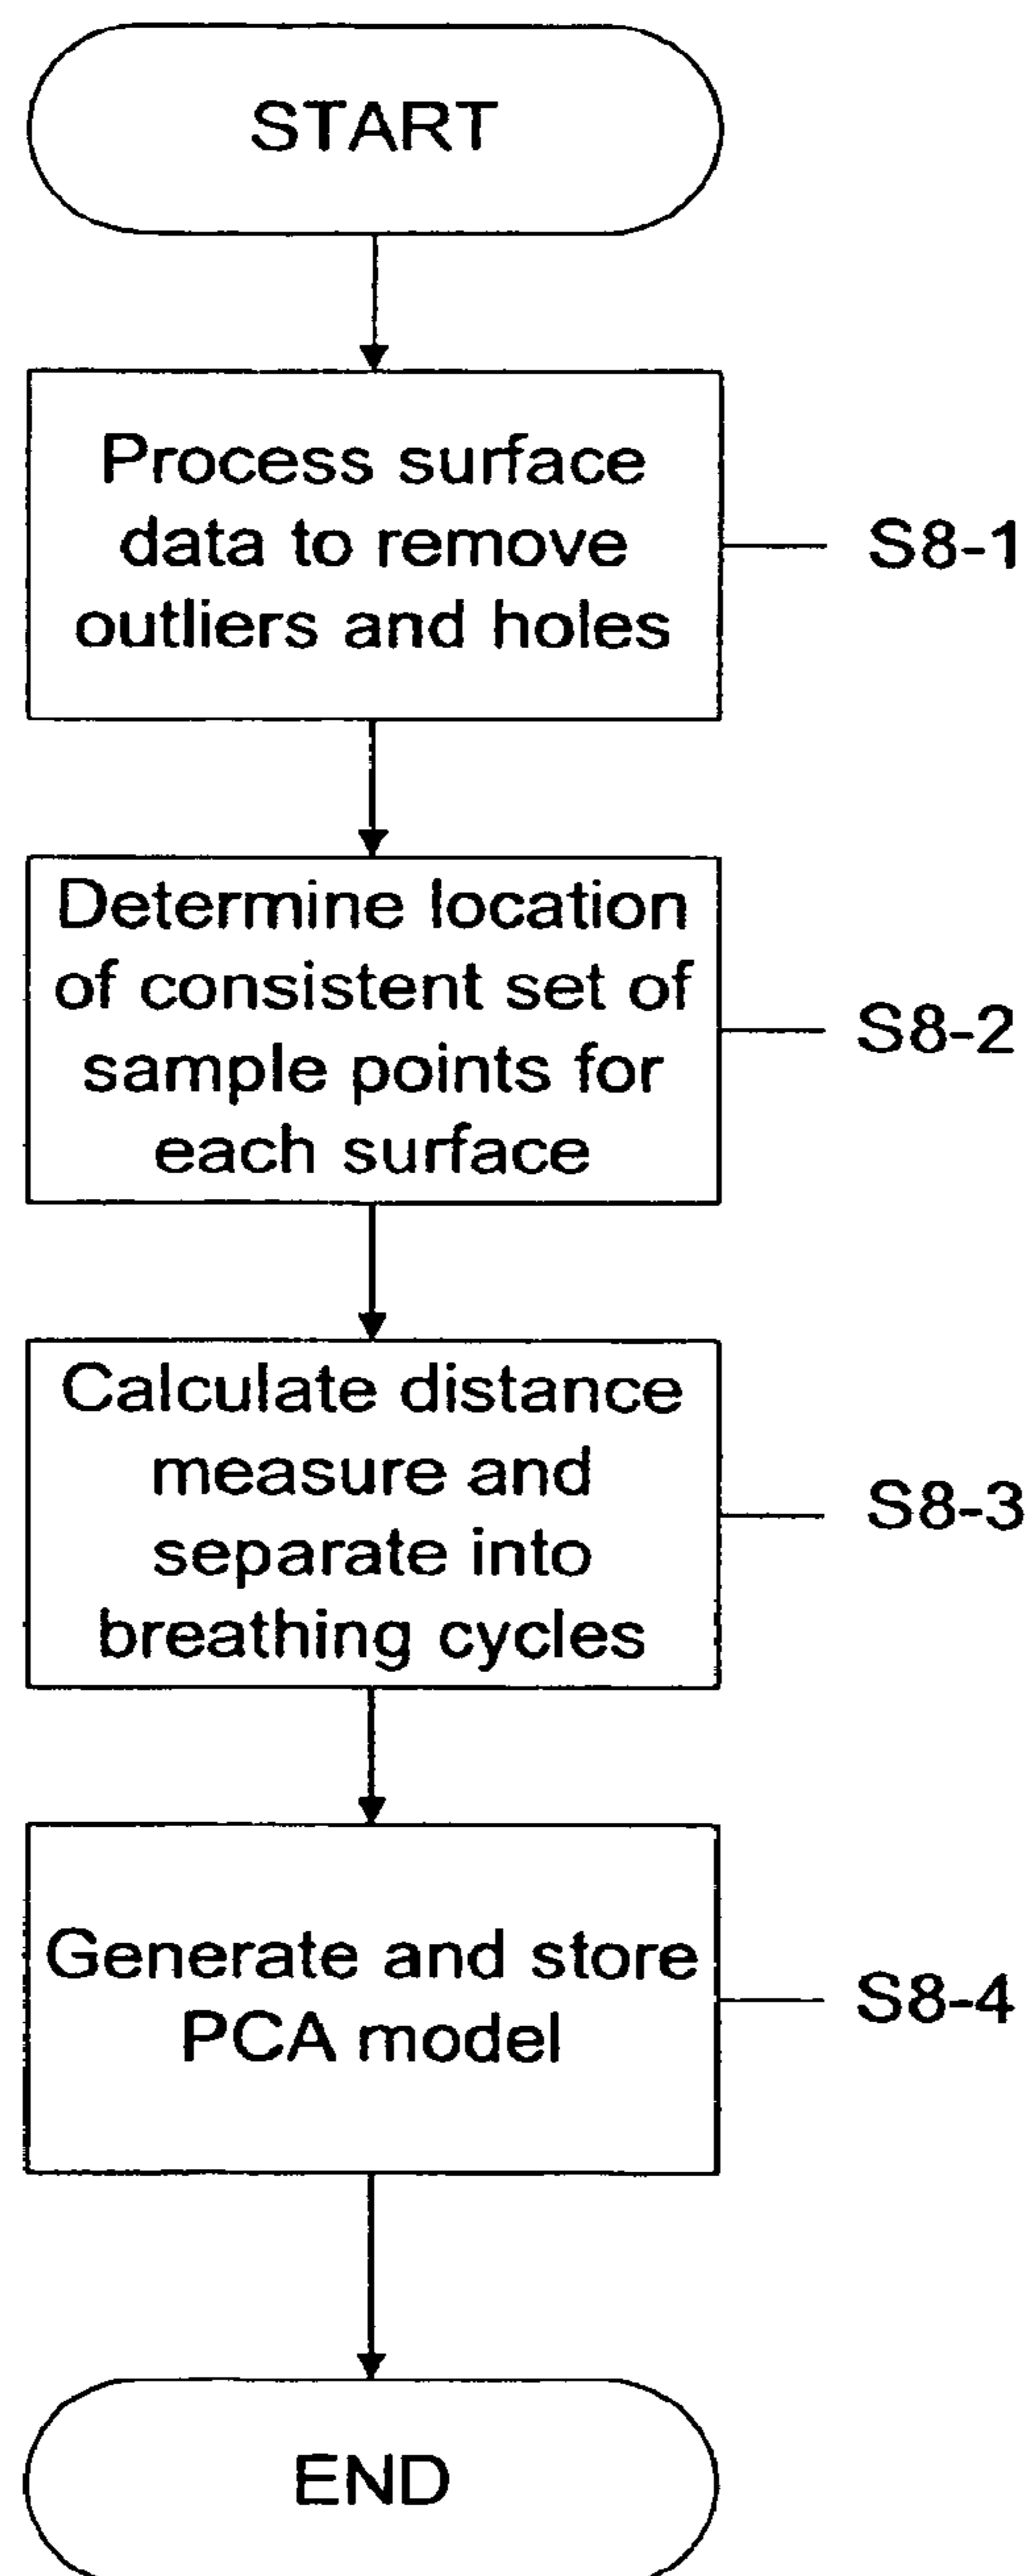 START
Process surface
data to remove
outliers and holes
S8-1
Determine location
of consistent set of
sample points for
each surface
S8-2
Calculate distance
measure and
separate into
breathing cycles
S8-3
Generate and store
PCA model
S8-4
END